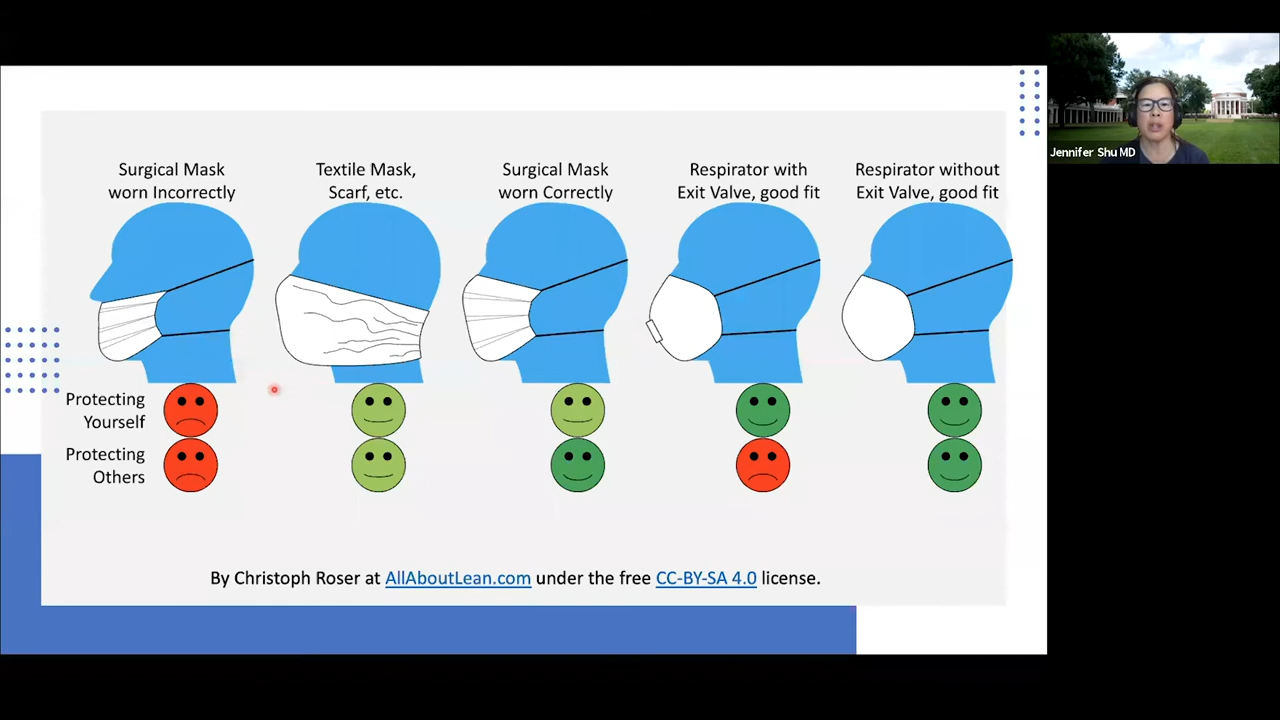 Surgical Mask
worn Incorrectly
Textile Mask,
Scarf, etc.
Surgical Mask
worn Correctly
Respirator with
Exit Valve, good fit
Respirator without
Exit Valve, good fit
Protecting
Yourself
Protecting
Others
By Christoph Roser at AllAboutLean.com under the free CC-BY-SA 4.0 license.
Jennifer Shu MD